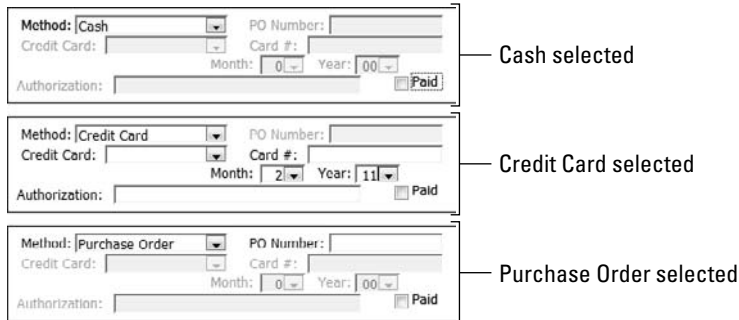 Method: Cash PO Number:
Credit Card: Card #:
Month: 0 Year: 00
Authorization: Paid
Cash selected
Method: Credit Card PO Number:
Credit Card: Card #:
Month: 2 Year: 11
Authorization: Paid
Credit Card selected
Method: Purchase Order PO Number:
Credit Card: Card #:
Month: 0 Year: 00
Authorization: Paid
Purchase Order selected